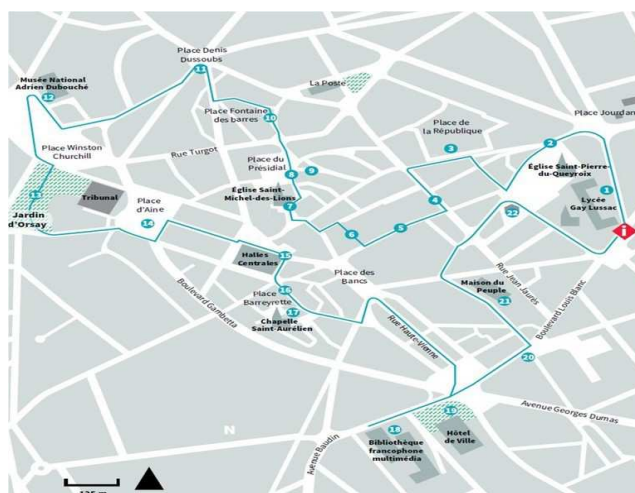 Place Denis
Dussoubs
11
Musée National
Adrien Dubouché
12
La Poste
Place Jourdan
Place Fontaine
des barres
10
Place de
la République
3
2
Place Winston
Churchill
Rue Turgot
Place du
Présidial
9
8
Église Saint-Pierre-
du-Queyroix
1
Lycée
Gay Lussac
i
13
Tribunal
Église Saint-
Michel-des-Lions
7
4
22
Jardin
d'Orsay
Place
d'Aine
14
6
5
Halles
Centrales
15
Place des
Bancs
Maison du
Peuple
21
Rue Jean Jaurès
Boulevard Louis Blanc
Boulevard Gambetta
16
Place
Barreyrette
17
Chapelle
Saint-Aurélien
Rue Haute-Vienne
20
Avenue Georges Dumas
19
Hôtel
de Ville
18
Bibliothèque
francophone
multimédia
Avenue Baudin
N
125 m